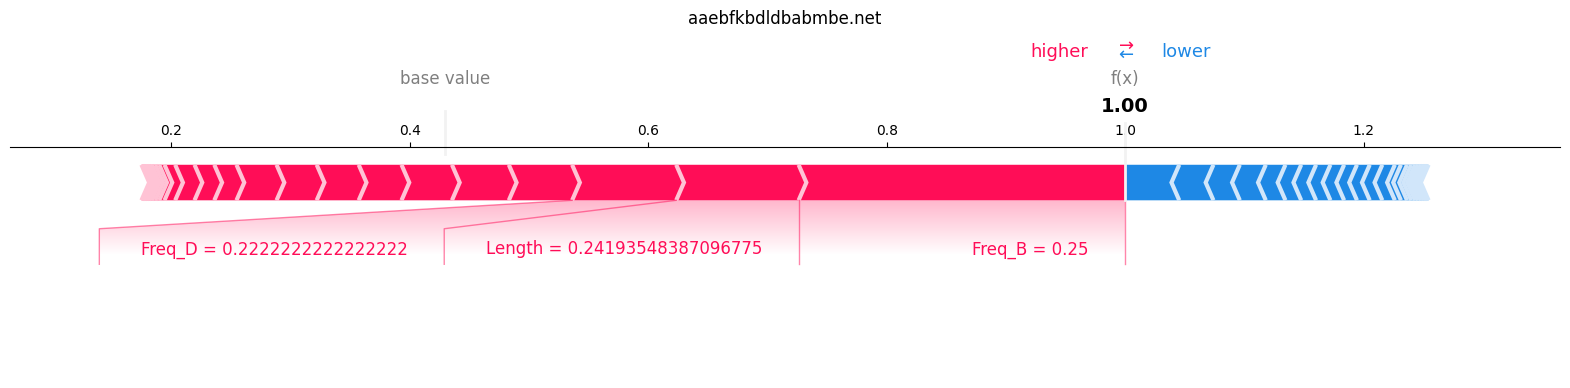 aaebfkbdldbabmbe.net
higher → ← lower
base value f(x)
1.00
0.2 0.4 0.6 0.8 1.0 1.2
Freq_D = 0.2222222222222222 Length = 0.24193548387096775 Freq_B = 0.25